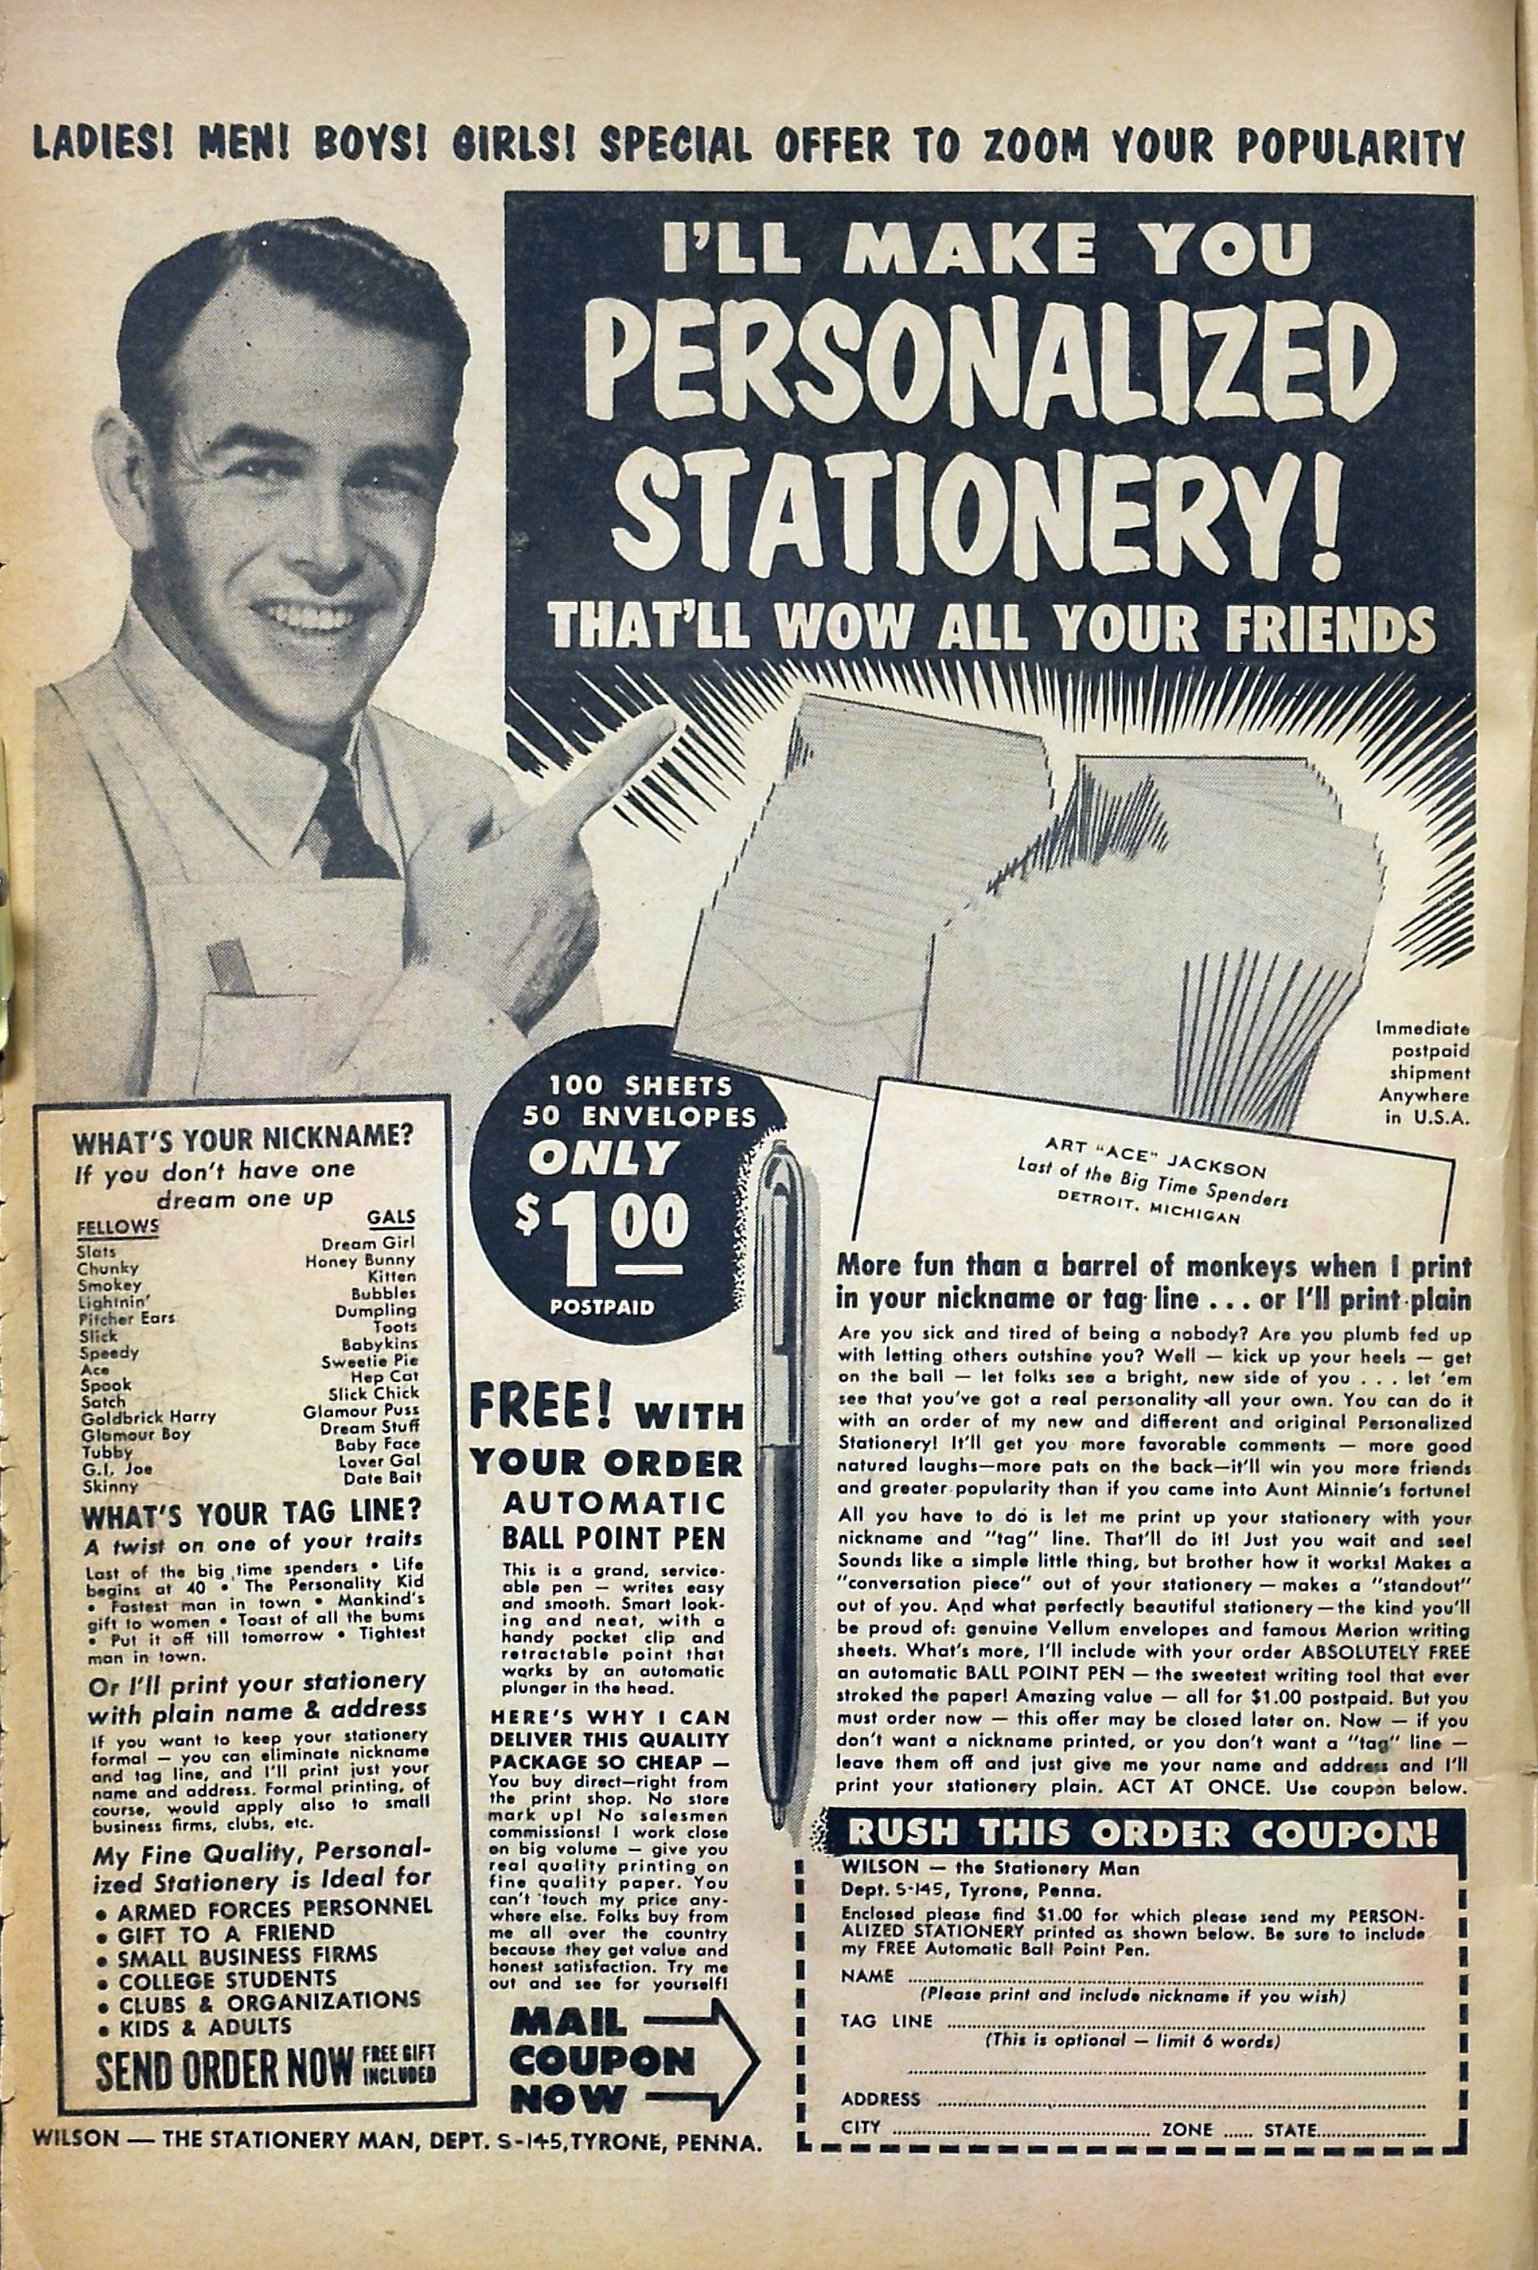 LADIES! MEN! BOYS! GIRLS! SPECIAL OFFER TO ZOOM YOUR POPULARITY
I'LL MAKE YOU
PERSONALIZED
STATIONERY!
THAT'LL WOW ALL YOUR FRIENDS
Immediate
postpaid
shipment
Anywhere
in U.S.A.
100 SHEETS
50 ENVELOPES
ONLY
$1.00
POSTPAID
ART "ACE" JACKSON
Last of the Big Time Spenders
DETROIT, MICHIGAN
WHAT'S YOUR NICKNAME?
If you don't have one
dream one up
FELLOWS
Slats
Chunky
Smokey
Lightnin'
Pitcher Ears
Slick
Speedy
Ace
Spook
Satch
Goldbrick Harry
Glamour Boy
Tubby
G.I. Joe
Skinny
GALS
Dream Girl
Honey Bunny
Kitten
Bubbles
Dumpling
Toots
Babykins
Sweetie Pie
Hep Cat
Slick Chick
Glamour Puss
Dream Stuff
Baby Face
Lover Gal
Date Bait
WHAT'S YOUR TAG LINE?
A twist on one of your traits
Last of the big time spenders • Life
begins at 40 • The Personality Kid
• Fastest man in town • Mankind's
gift to women • Toast of all the bums
• Put it off till tomorrow • Tightest
man in town.
Or I'll print your stationery
with plain name & address
If you want to keep your stationery
formal — you can eliminate nickname
and tag line, and I'll print just your
name and address. Formal printing, of
course, would apply also to small
business firms, clubs, etc.
My Fine Quality, Personal-
ized Stationery is Ideal for
• ARMED FORCES PERSONNEL
• GIFT TO A FRIEND
• SMALL BUSINESS FIRMS
• COLLEGE STUDENTS
• CLUBS & ORGANIZATIONS
• KIDS & ADULTS
SEND ORDER NOW FREE GIFT
INCLUDED
FREE! WITH
YOUR ORDER
AUTOMATIC
BALL POINT PEN
This is a grand, service-
able pen — writes easy
and smooth. Smart look-
ing and neat, with a
handy pocket clip and
retractable point that
works by an automatic
plunger in the head.
HERE'S WHY I CAN
DELIVER THIS QUALITY
PACKAGE SO CHEAP —
You buy direct—right from
the print shop. No store
mark up! No salesmen
commissions! I work close
on big volume — give you
real quality printing on
fine quality paper. You
can't touch my price any-
where else. Folks buy from
me all over the country
because they get value and
honest satisfaction. Try me
out and see for yourself!
MAIL
COUPON
NOW
More fun than a barrel of monkeys when I print
in your nickname or tag line . . . or I'll print plain
Are you sick and tired of being a nobody? Are you plumb fed up
with letting others outshine you? Well — kick up your heels — get
on the ball — let folks see a bright, new side of you . . . let 'em
see that you've got a real personality all your own. You can do it
with an order of my new and different and original Personalized
Stationery! It'll get you more favorable comments — more good
natured laughs—more pats on the back—it'll win you more friends
and greater popularity than if you came into Aunt Minnie's fortune!
All you have to do is let me print up your stationery with your
nickname and "tag" line. That'll do it! Just you wait and see!
Sounds like a simple little thing, but brother how it works! Makes a
"conversation piece" out of your stationery — makes a "standout"
out of you. And what perfectly beautiful stationery—the kind you'll
be proud of: genuine Vellum envelopes and famous Merion writing
sheets. What's more, I'll include with your order ABSOLUTELY FREE
an automatic BALL POINT PEN — the sweetest writing tool that ever
stroked the paper! Amazing value — all for $1.00 postpaid. But you
must order now — this offer may be closed later on. Now — if you
don't want a nickname printed, or you don't want a "tag" line —
leave them off and just give me your name and address and I'll
print your stationery plain. ACT AT ONCE. Use coupon below.
RUSH THIS ORDER COUPON!
WILSON — the Stationery Man
Dept. S-145, Tyrone, Penna.
Enclosed please find $1.00 for which please send my PERSON-
ALIZED STATIONERY printed as shown below. Be sure to include
my FREE Automatic Ball Point Pen.
NAME
(Please print and include nickname if you wish)
TAG LINE
(This is optional — limit 6 words)
ADDRESS
CITY ZONE STATE
WILSON — THE STATIONERY MAN, DEPT. S-145, TYRONE, PENNA.